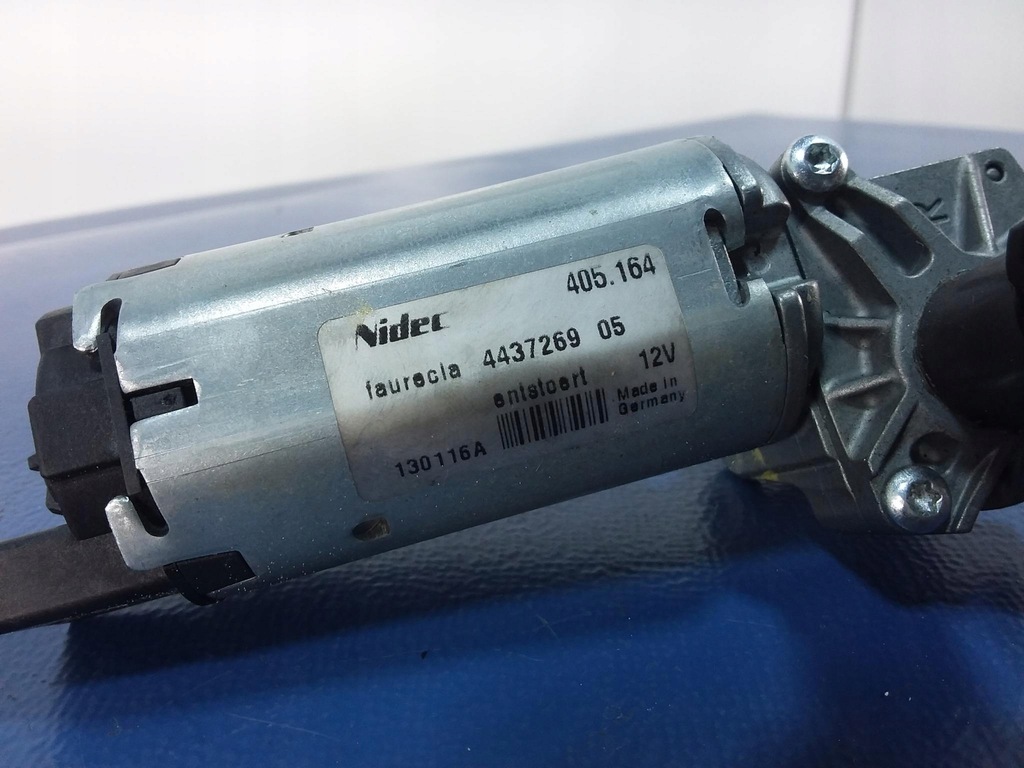 405.164
Nidec
faurecia 4437269 05
entstoert 12V
Made in
Germany
130116A
R